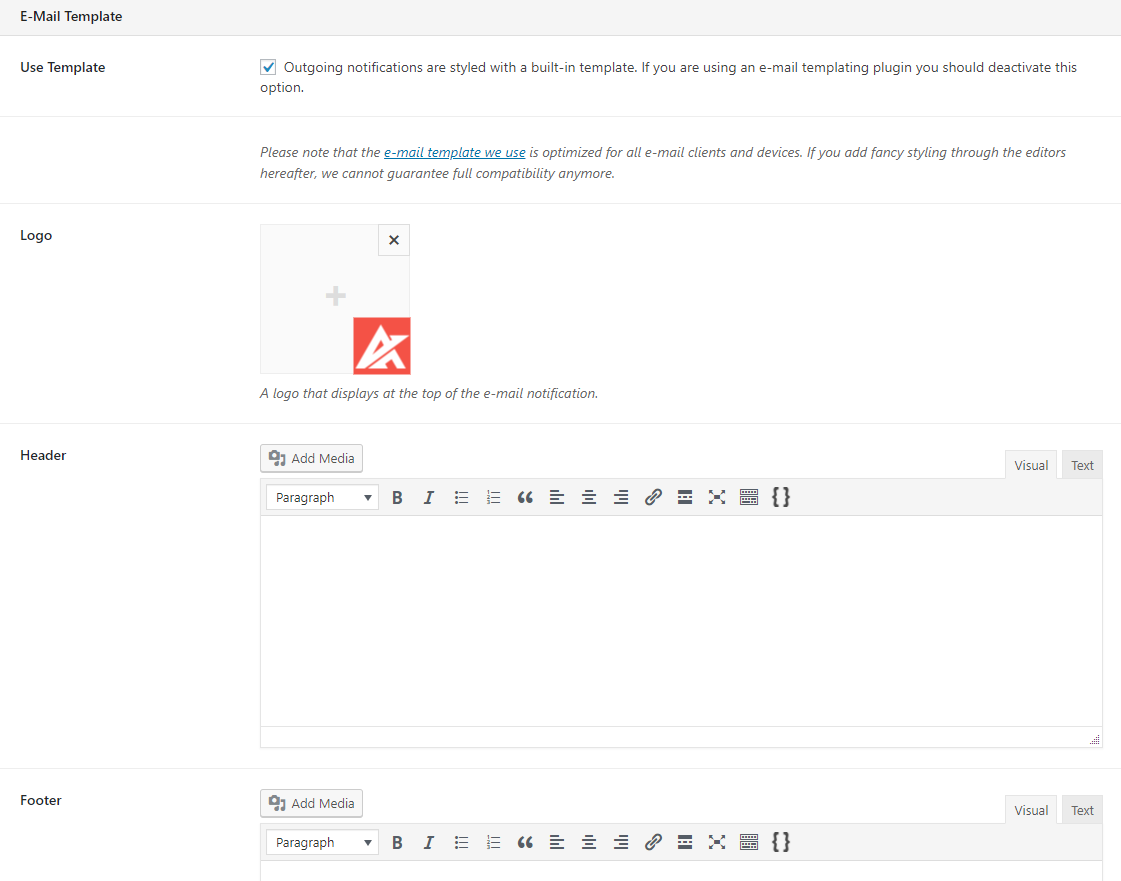 E-Mail Template
Use Template
Outgoing notifications are styled with a built-in template. If you are using an e-mail templating plugin you should deactivate this
option.
Please note that the e-mail template we use is optimized for all e-mail clients and devices. If you add fancy styling through the editors
hereafter, we cannot guarantee full compatibility anymore.
Logo
A logo that displays at the top of the e-mail notification.
Header
Add Media
Visual Text
Paragraph
Footer
Add Media
Visual Text
Paragraph